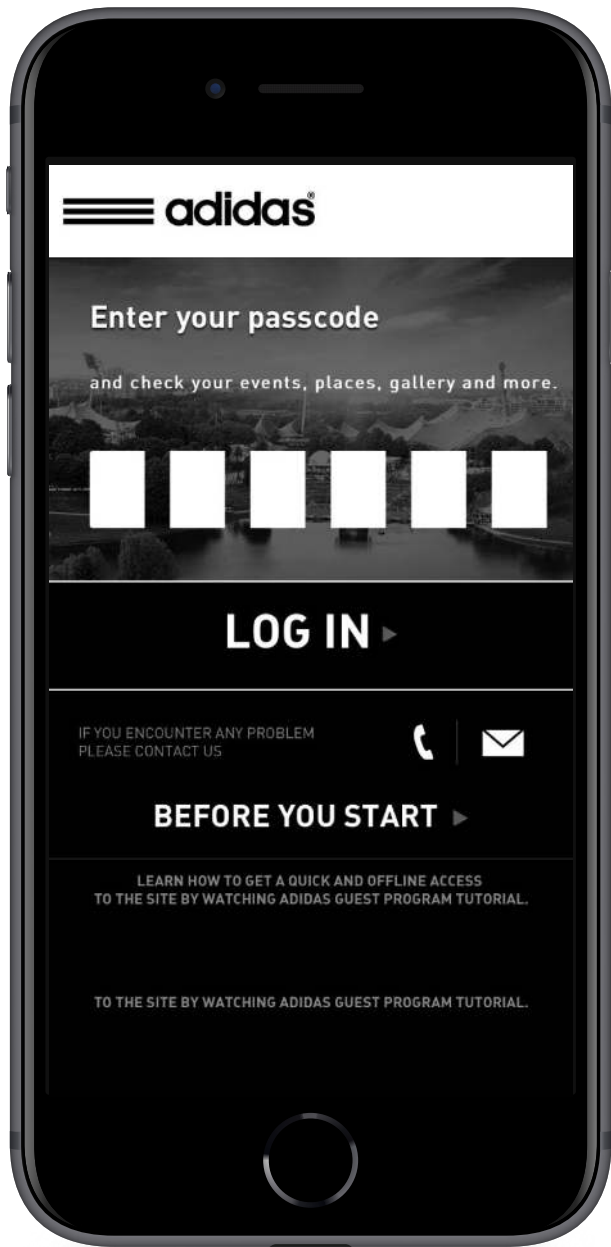 adidas®
Enter your passcode
and check your events, places, gallery and more.
LOG IN
IF YOU ENCOUNTER ANY PROBLEM
PLEASE CONTACT US
BEFORE YOU START
LEARN HOW TO GET A QUICK AND OFFLINE ACCESS
TO THE SITE BY WATCHING ADIDAS GUEST PROGRAM TUTORIAL.
TO THE SITE BY WATCHING ADIDAS GUEST PROGRAM TUTORIAL.